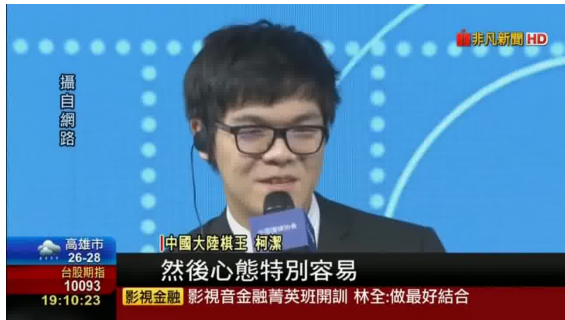 非凡新聞 HD
攝自網路
中國大陸棋王 柯潔
然後心態特別容易
高雄市
26-28
台股期指
10093
19:10:23
影視金融 影視音金融菁英班開訓 林全:做最好結合